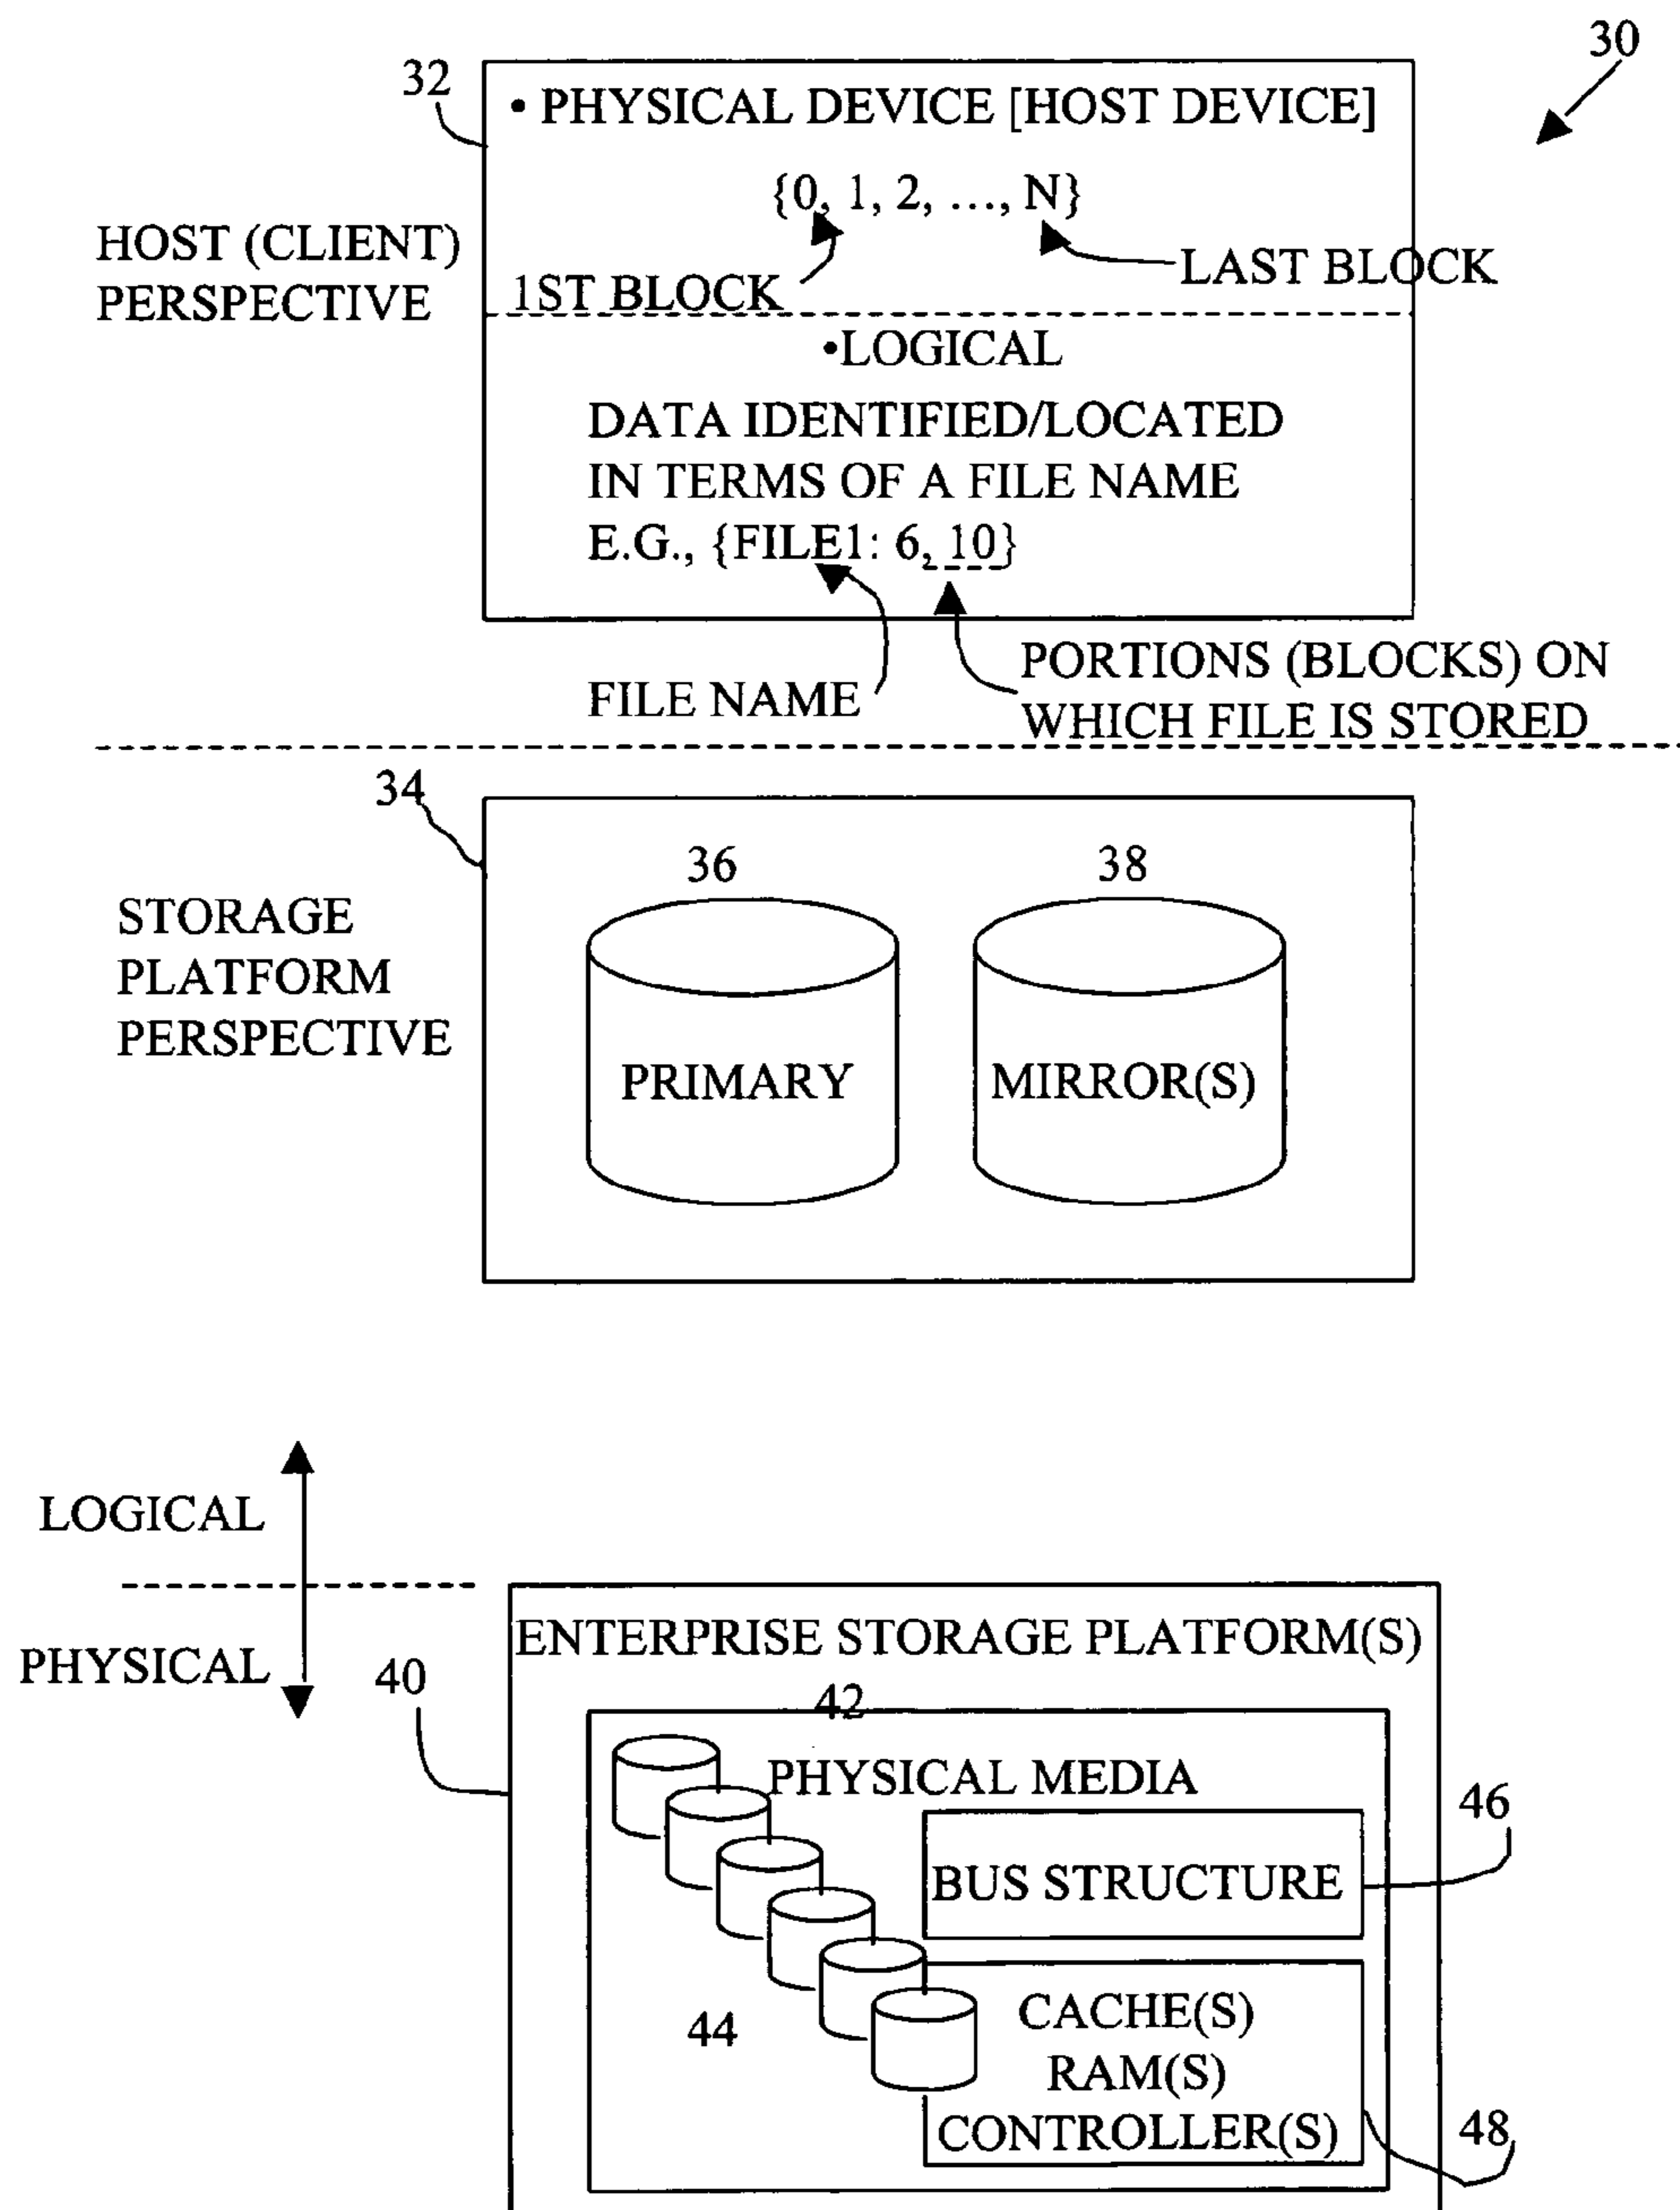 30
32
• PHYSICAL DEVICE [HOST DEVICE]
{0, 1, 2, ..., N}
HOST (CLIENT)
PERSPECTIVE
1ST BLOCK
LAST BLOCK
•LOGICAL
DATA IDENTIFIED/LOCATED
IN TERMS OF A FILE NAME
E.G., {FILE1: 6, 10}
FILE NAME
PORTIONS (BLOCKS) ON
WHICH FILE IS STORED
34
36
38
STORAGE
PLATFORM
PERSPECTIVE
PRIMARY
MIRROR(S)
LOGICAL
PHYSICAL
40
ENTERPRISE STORAGE PLATFORM(S)
42
PHYSICAL MEDIA
46
BUS STRUCTURE
44
CACHE(S)
RAM(S)
CONTROLLER(S)
48